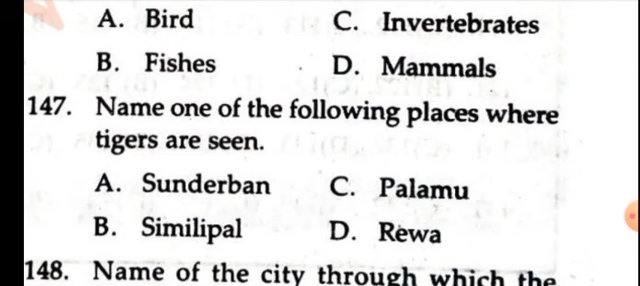 A. Bird C. Invertebrates
B. Fishes D. Mammals
147. Name one of the following places where
tigers are seen.
A. Sunderban C. Palamu
B. Similipal D. Rewa
148. Name of the city through which the